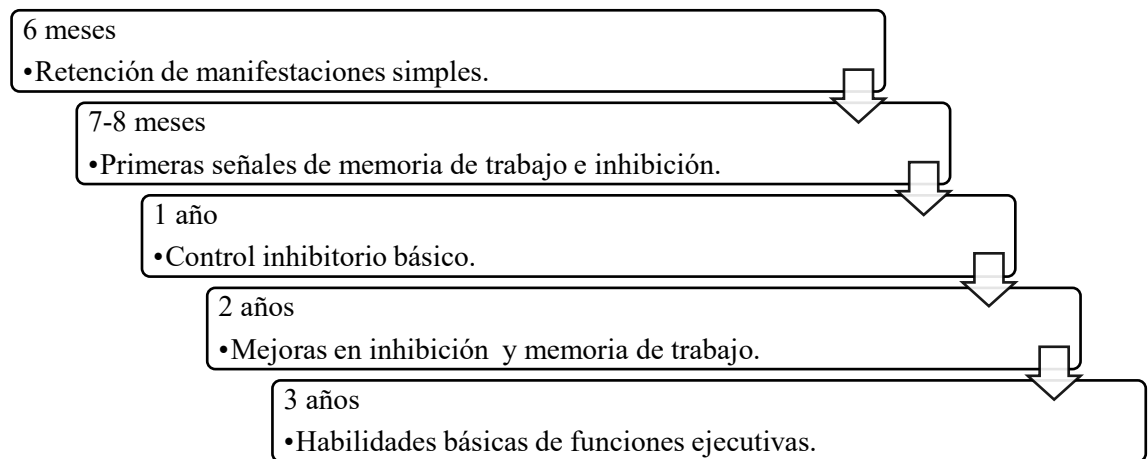 6 meses
•Retención de manifestaciones simples.
7-8 meses
•Primeras señales de memoria de trabajo e inhibición.
1 año
•Control inhibitorio básico.
2 años
•Mejoras en inhibición  y memoria de trabajo.
3 años
•Habilidades básicas de funciones ejecutivas.